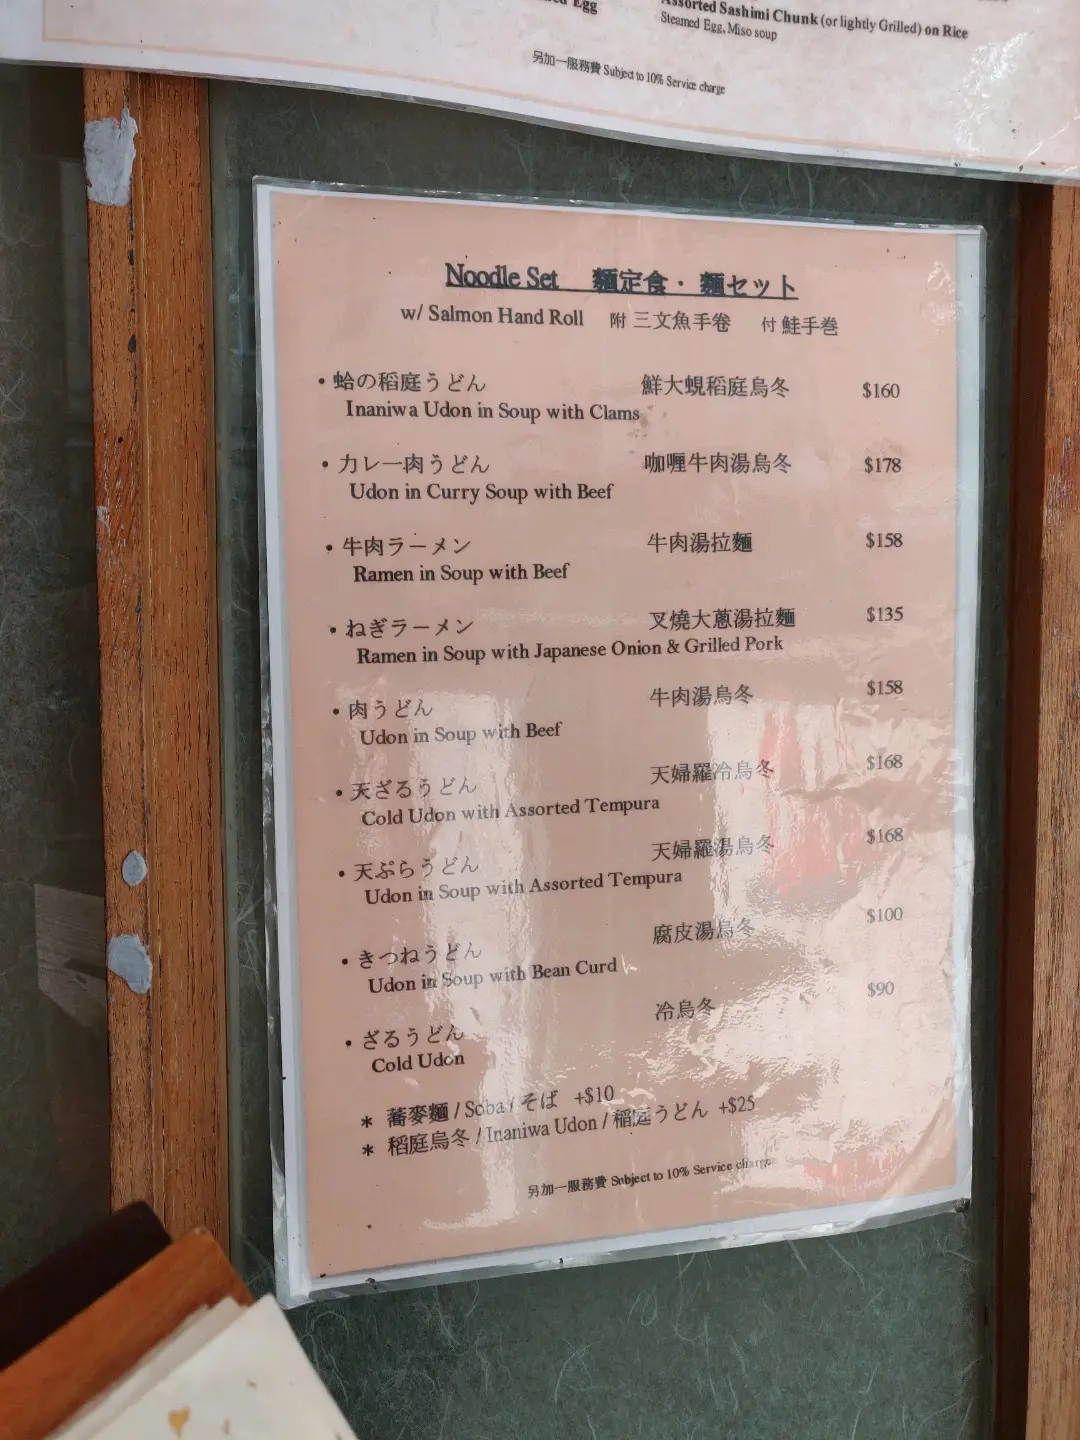 Egg
Assorted Sashimi Chunk (or lightly Grilled) on Rice
Steamed Egg, Miso soup
另加一服務費 Subject to 10% Service charge
Noodle Set 麵定食・麵セット
w/ Salmon Hand Roll 附 三文魚手卷 付 鮭手巻
• 蛤の稲庭うどん 鮮大蜆稻庭烏冬 $160
Inaniwa Udon in Soup with Clams
• カレー肉うどん 咖喱牛肉湯烏冬 $178
Udon in Curry Soup with Beef
• 牛肉ラーメン 牛肉湯拉麵 $158
Ramen in Soup with Beef
• ねぎラーメン 叉燒大蔥湯拉麵 $135
Ramen in Soup with Japanese Onion & Grilled Pork
• 肉うどん 牛肉湯烏冬 $158
Udon in Soup with Beef
• 天ざるうどん 天婦羅冷烏冬 $168
Cold Udon with Assorted Tempura
• 天ぷらうどん 天婦羅湯烏冬 $168
Udon in Soup with Assorted Tempura
• きつねうどん 腐皮湯烏冬 $100
Udon in Soup with Bean Curd
• ざるうどん 冷烏冬 $90
Cold Udon
* 蕎麥麵 / Soba / そば +$10
* 稻庭烏冬 / Inaniwa Udon / 稲庭うどん +$25
另加一服務費 Subject to 10% Service charge